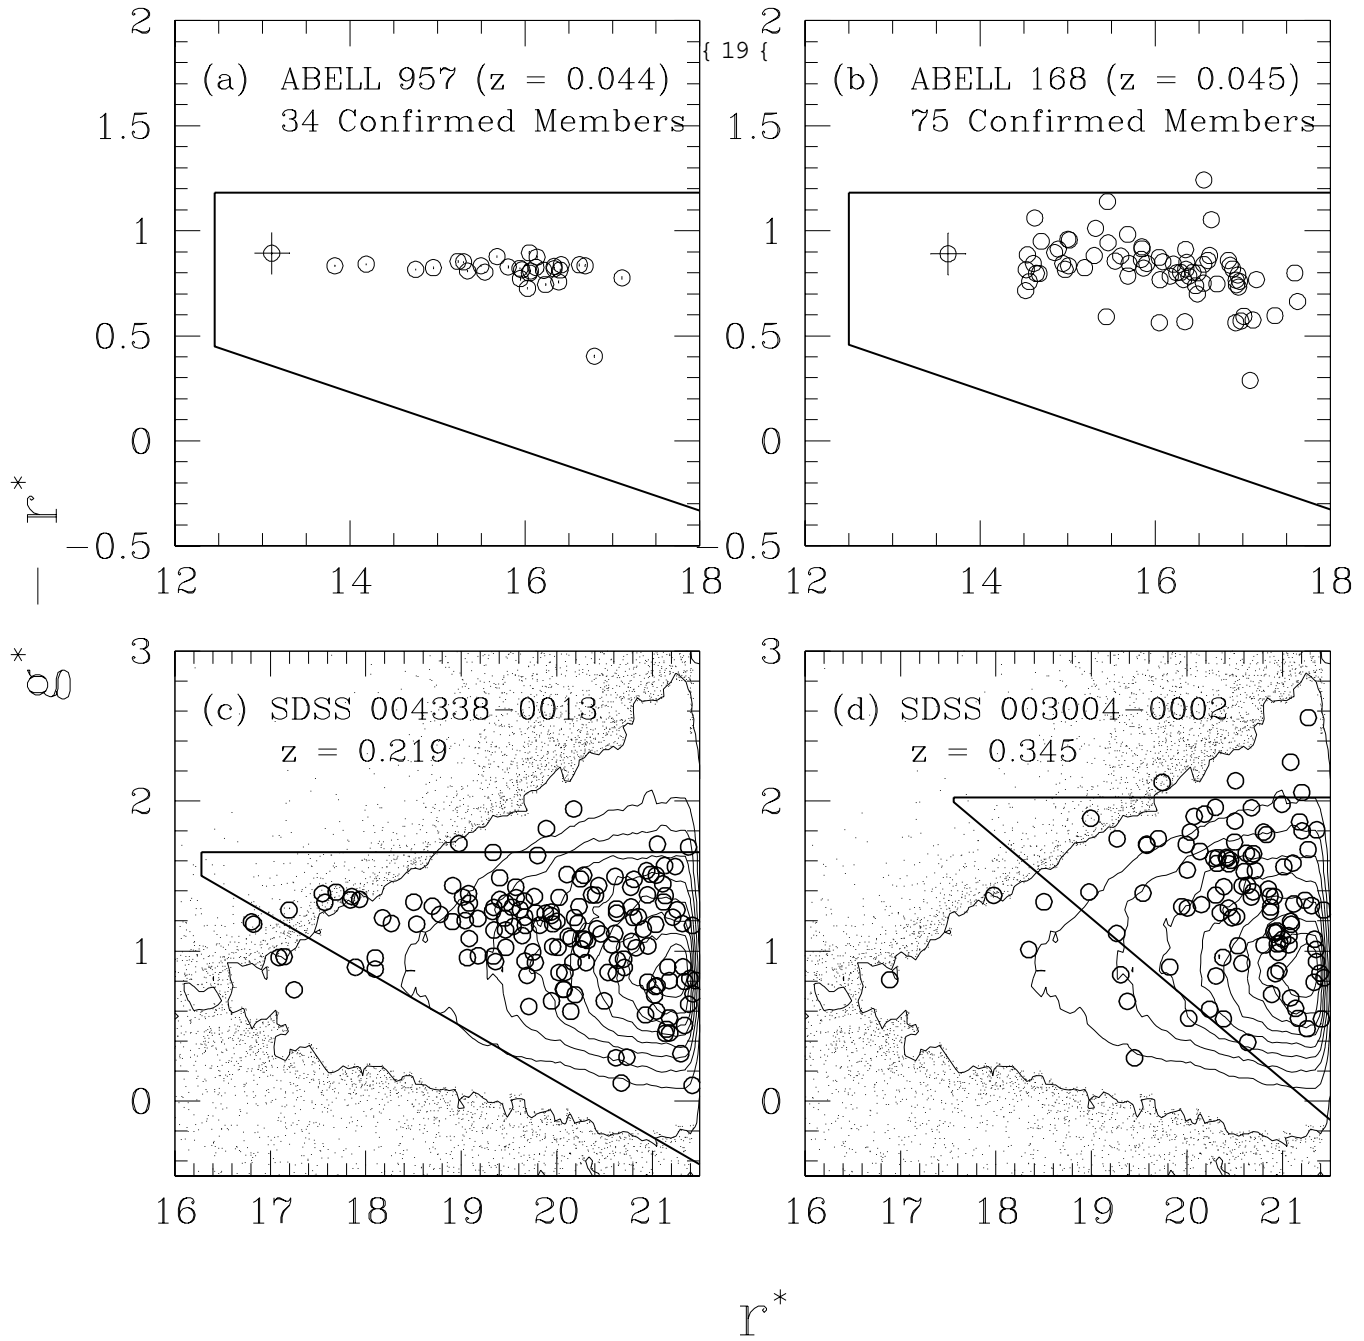 { 19 {
2
1.5
1
0.5
0
−0.5
(a) ABELL 957 (z = 0.044)
34 Confirmed Members
12 14 16 18
2
1.5
1
0.5
0
−0.5
(b) ABELL 168 (z = 0.045)
75 Confirmed Members
12 14 16 18
g* − r*
3
2
1
0
(c) SDSS 004338−0013
z = 0.219
16 17 18 19 20 21
3
2
1
0
(d) SDSS 003004−0002
z = 0.345
16 17 18 19 20 21
r*